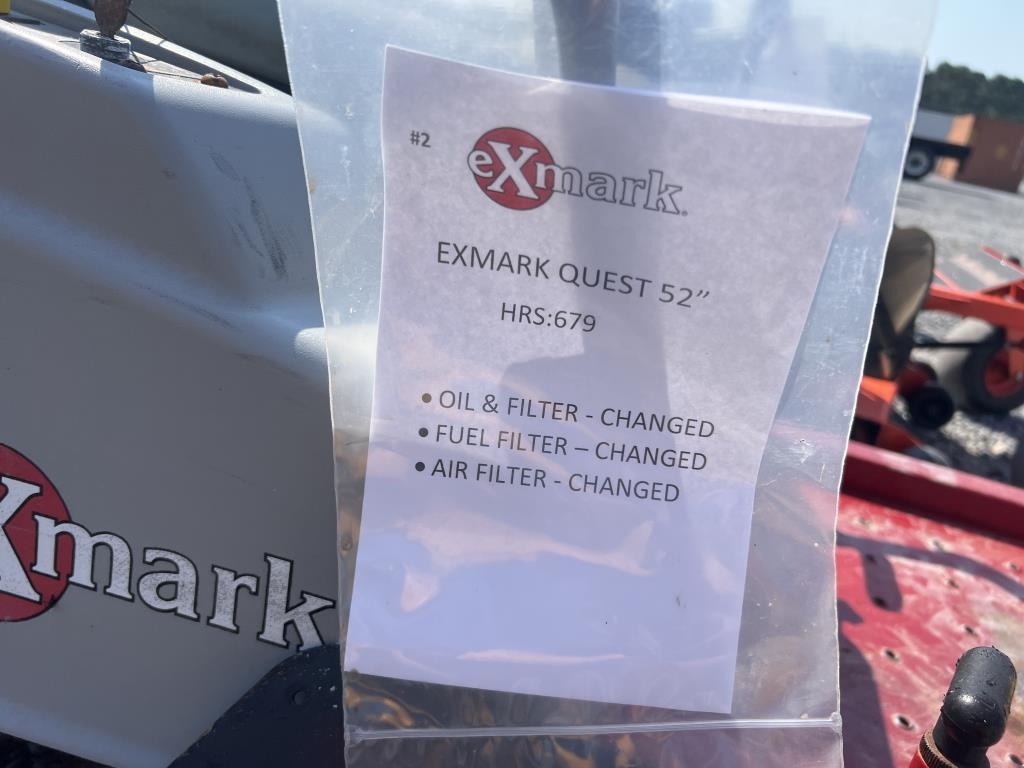 #2
eXmark®
EXMARK QUEST 52”
HRS:679
• OIL & FILTER - CHANGED
• FUEL FILTER – CHANGED
• AIR FILTER - CHANGED
Xmark